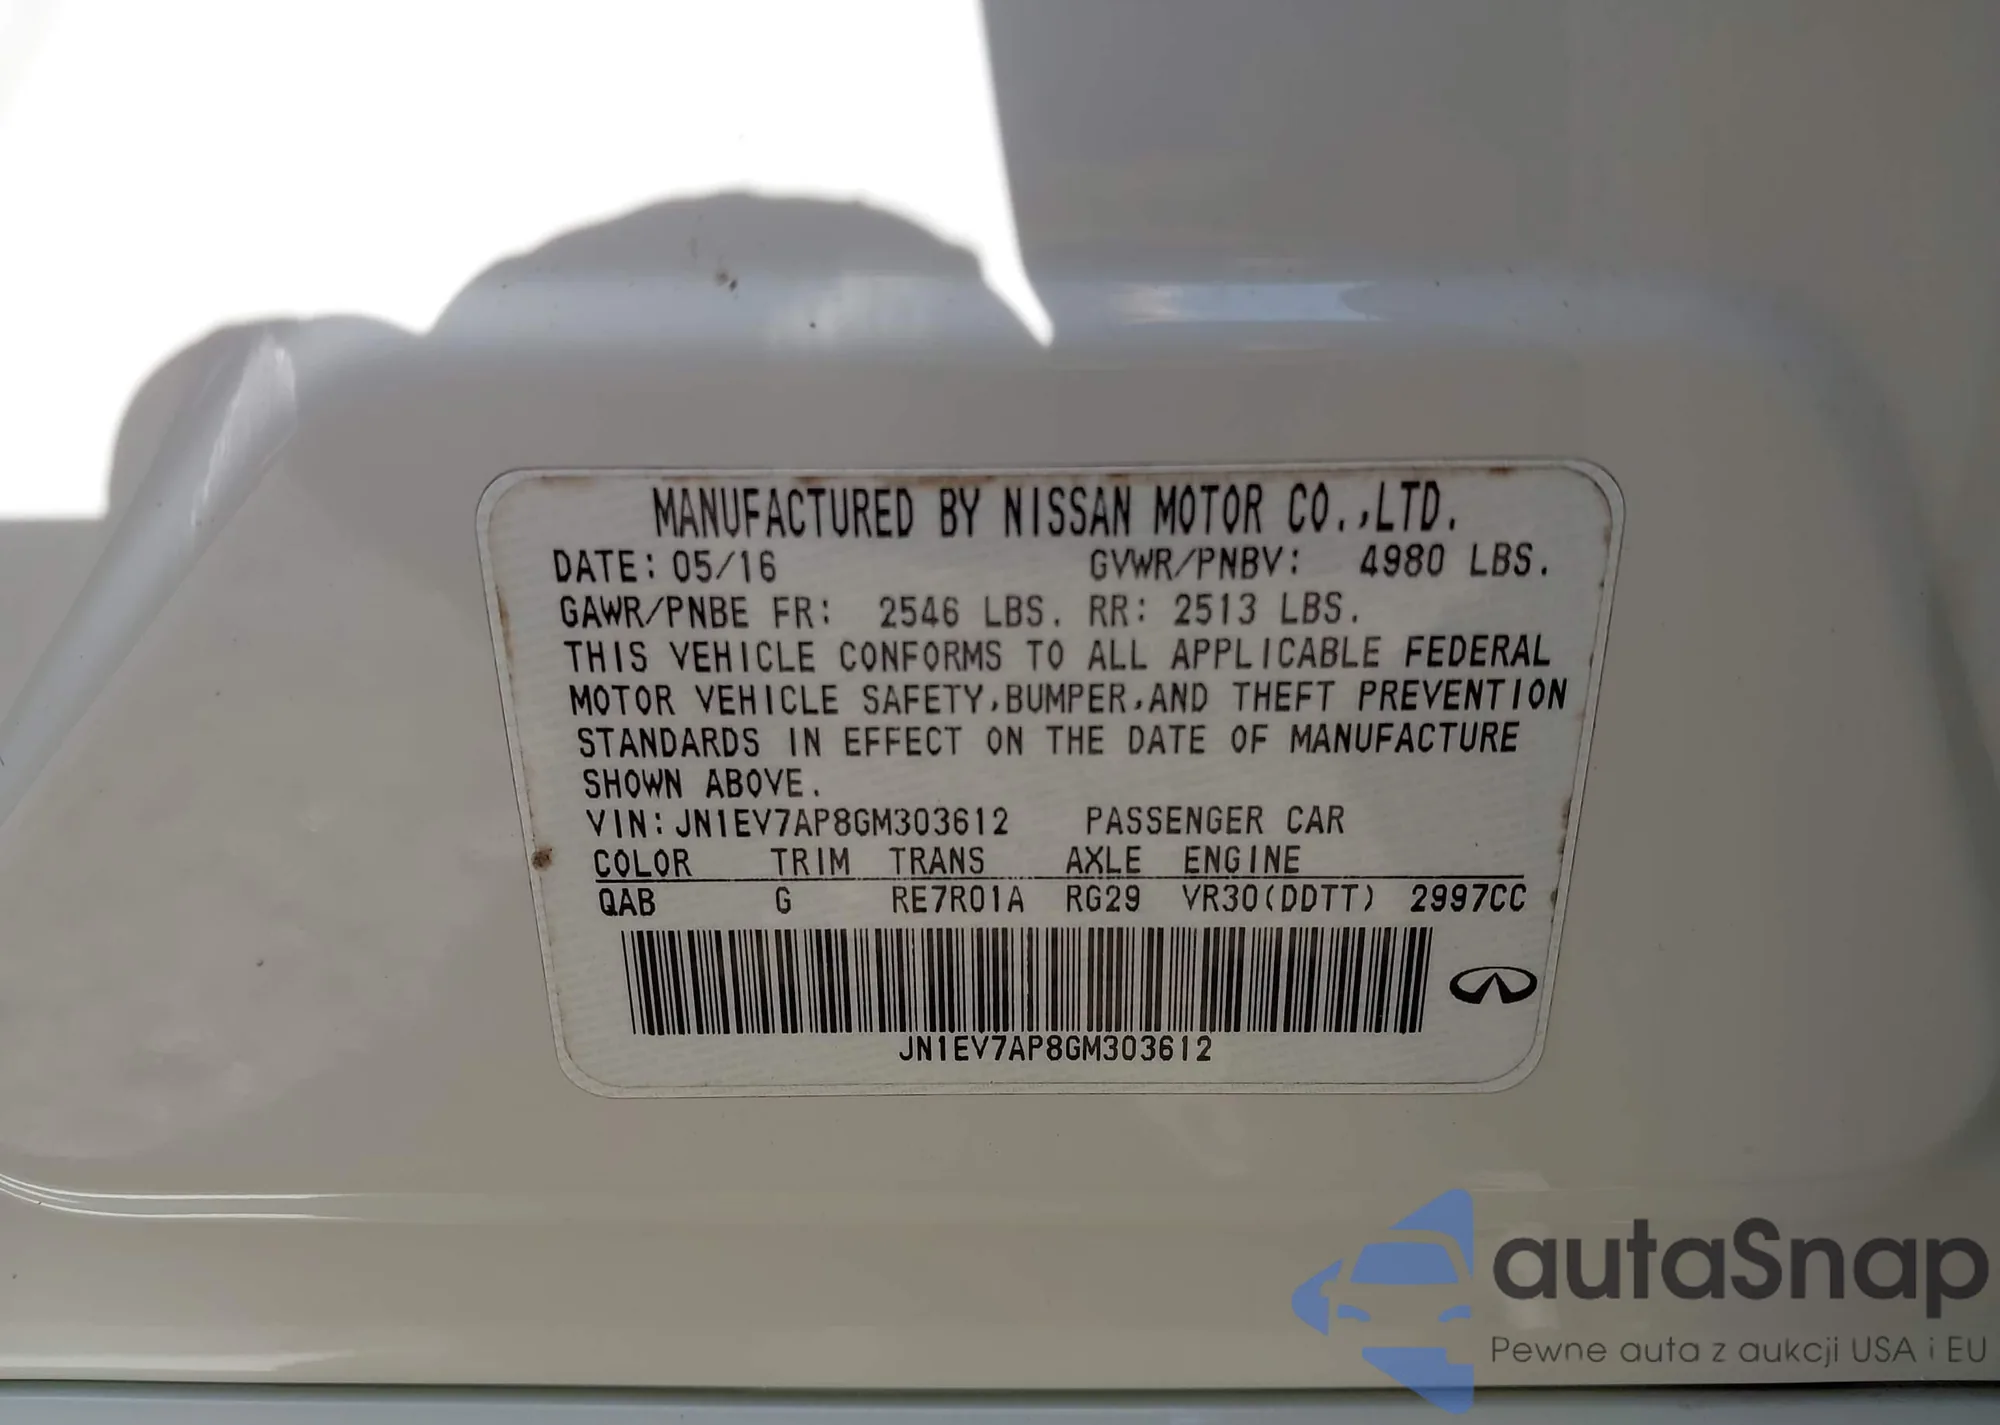 MANUFACTURED BY NISSAN MOTOR CO.,LTD.
DATE: 05/16 GVWR/PNBV: 4980 LBS.
GAWR/PNBE FR: 2546 LBS. RR: 2513 LBS.
THIS VEHICLE CONFORMS TO ALL APPLICABLE FEDERAL
MOTOR VEHICLE SAFETY,BUMPER,AND THEFT PREVENTION
STANDARDS IN EFFECT ON THE DATE OF MANUFACTURE
SHOWN ABOVE.
VIN: JN1EV7AP8GM303612 PASSENGER CAR
COLOR TRIM TRANS AXLE ENGINE
QAB G RE7R01A RG29 VR30(DDTT) 2997CC
JN1EV7AP8GM303612
autaSnap
Pewne auta z aukcji USA i EU